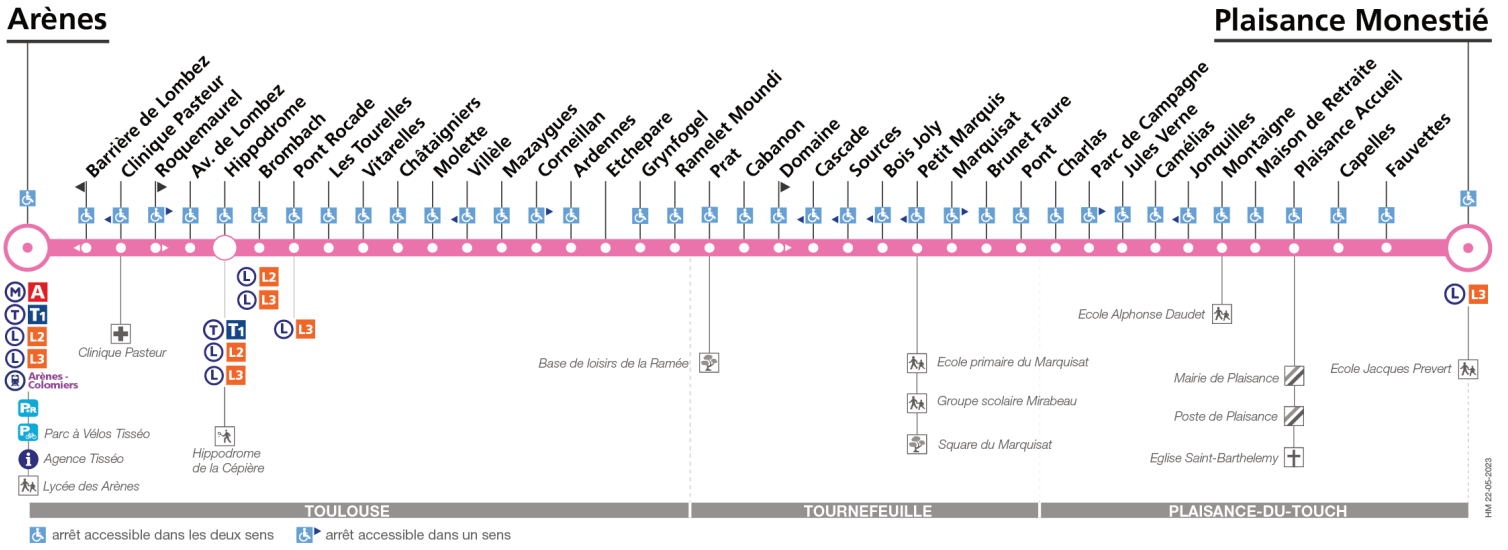 Arènes
Plaisance Monestié
Barrière de Lombez
Clinique Pasteur
Roquemaurel
Av. de Lombez
Hippodrome
Brombach
Pont Rocade
Les Tourelles
Vitarelles
Châtaigniers
Molette
Villèle
Mazaygues
Corneillan
Ardennes
Etchepare
Grynfogel
Ramelet Moundi
Prat
Cabanon
Domaine
Cascade
Sources
Bois Joly
Petit Marquis
Marquisat
Brunet Faure
Pont
Charlas
Parc de Campagne
Jules Verne
Camélias
Jonquilles
Montaigne
Maison de Retraite
Plaisance Accueil
Capelles
Fauvettes
M A
T T1
L L2
L L3
Arènes -
Colomiers
P+R
P
Parc à Vélos Tisséo
i Agence Tisséo
Lycée des Arènes
Clinique Pasteur
T T1
L L2
L L3
Hippodrome
de la Cépière
L L2
L L3
L L3
Base de loisirs de la Ramée
Ecole primaire du Marquisat
Groupe scolaire Mirabeau
Square du Marquisat
Ecole Alphonse Daudet
Mairie de Plaisance
Poste de Plaisance
Eglise Saint-Barthelemy
L L3
Ecole Jacques Prevert
HM 22-05-2023
TOULOUSE
TOURNEFEUILLE
PLAISANCE-DU-TOUCH
arrêt accessible dans les deux sens
arrêt accessible dans un sens